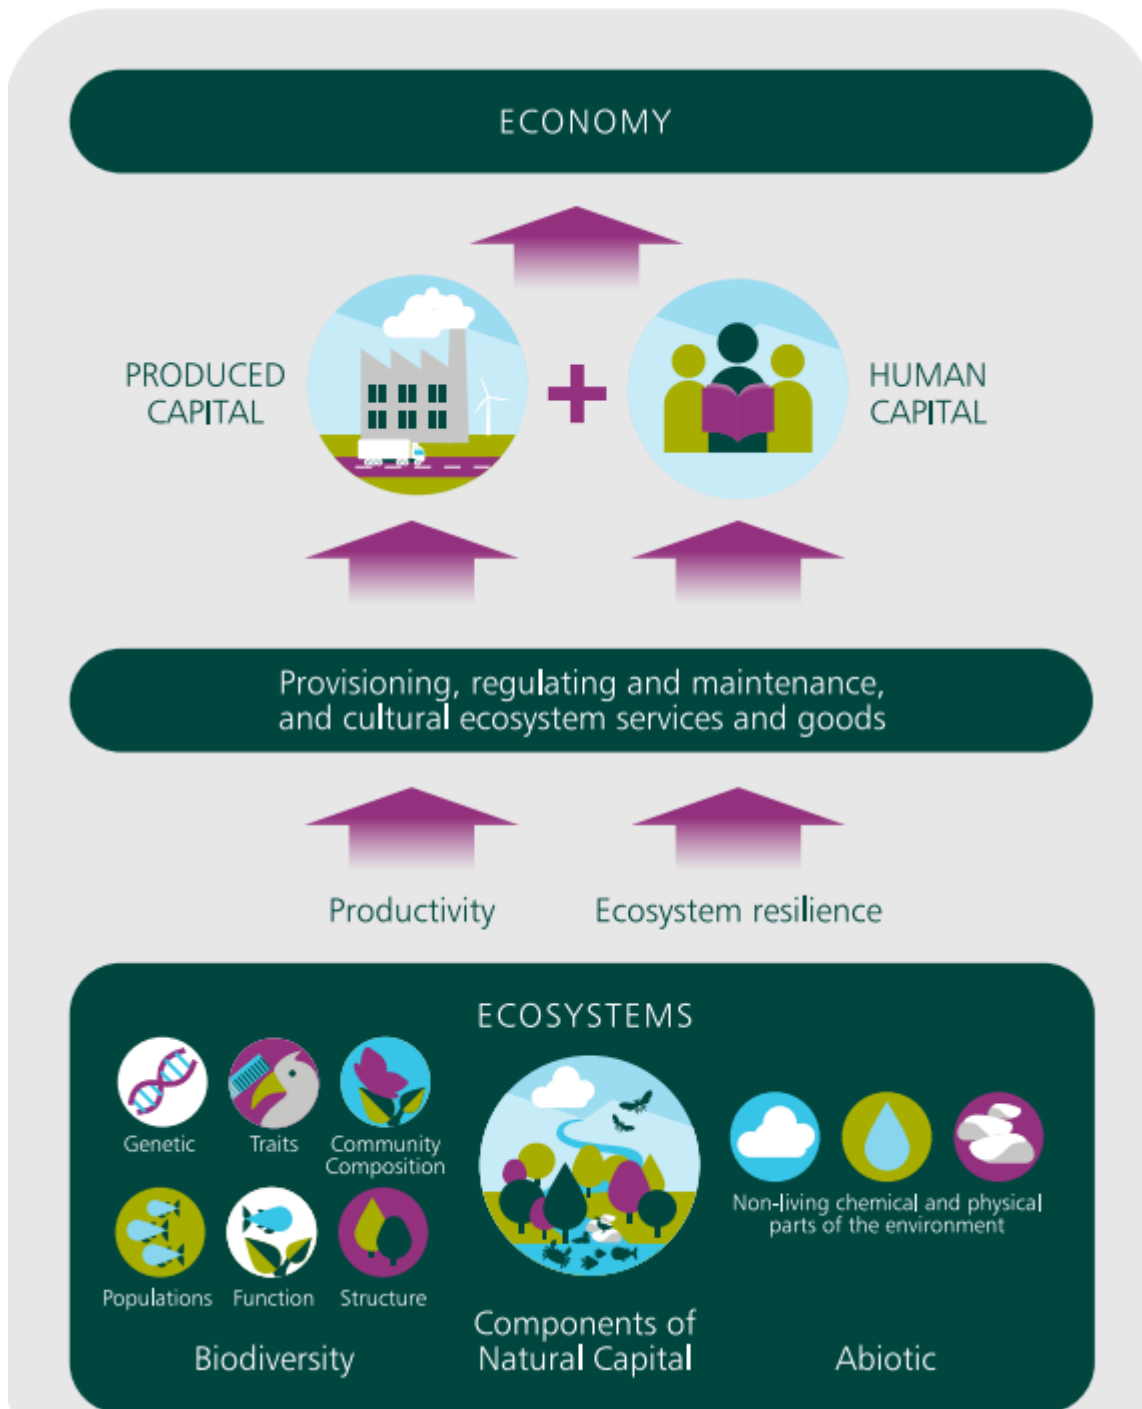 ECONOMY
PRODUCED
CAPITAL
HUMAN
CAPITAL
Provisioning, regulating and maintenance,
and cultural ecosystem services and goods
Productivity
Ecosystem resilience
ECOSYSTEMS
Genetic
Traits
Community
Composition
Non-living chemical and physical
parts of the environment
Populations
Function
Structure
Biodiversity
Components of
Natural Capital
Abiotic